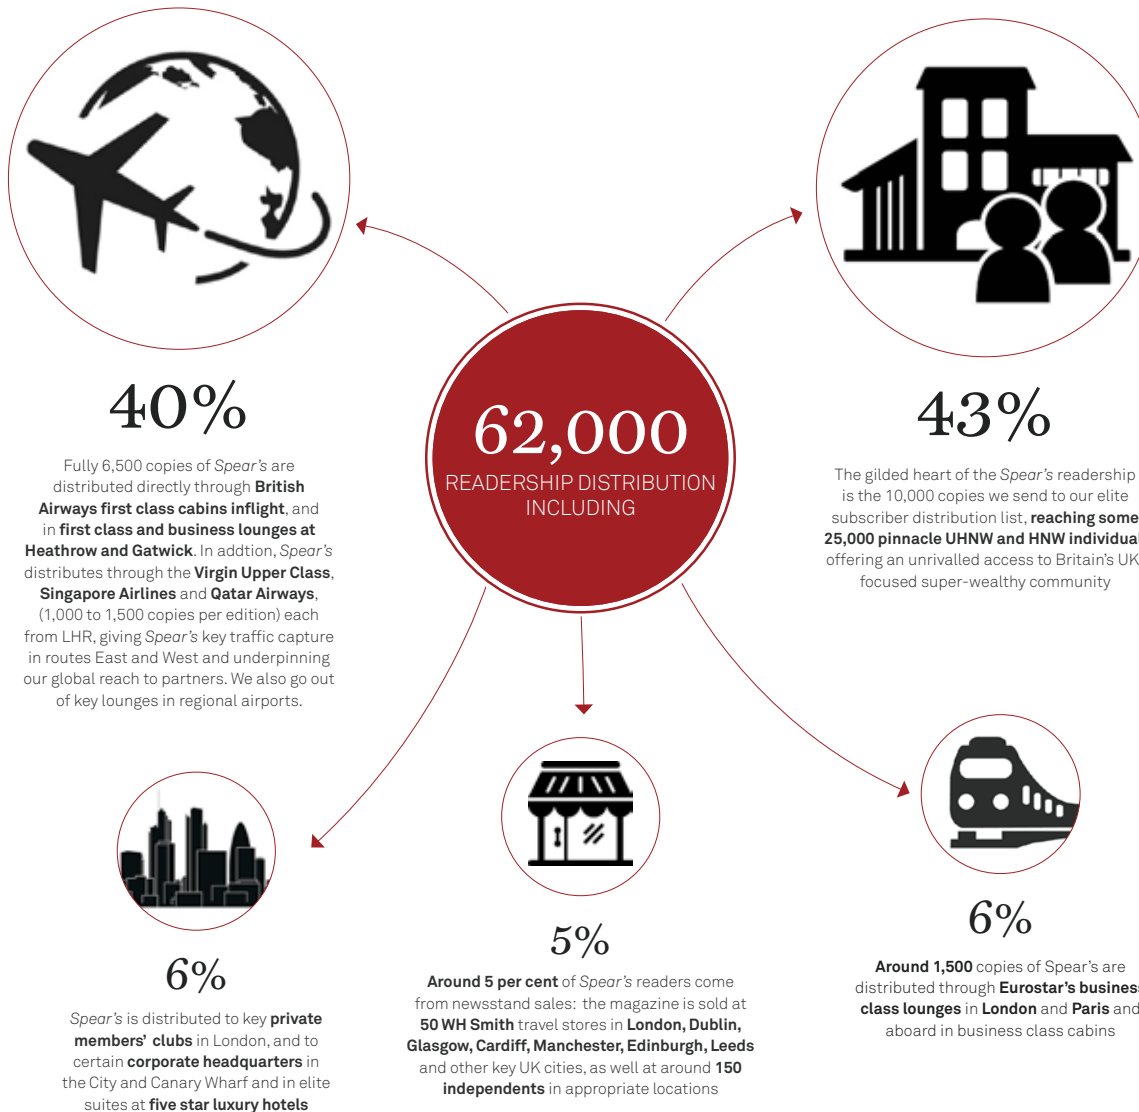 62,000
READERSHIP DISTRIBUTION
INCLUDING
40%
Fully 6,500 copies of Spear's are
distributed directly through British
Airways first class cabins inflight, and
in first class and business lounges at
Heathrow and Gatwick. In addtion, Spear's
distributes through the Virgin Upper Class,
Singapore Airlines and Qatar Airways,
(1,000 to 1,500 copies per edition) each
from LHR, giving Spear's key traffic capture
in routes East and West and underpinning
our global reach to partners. We also go out
of key lounges in regional airports.
43%
The gilded heart of the Spear's readership
is the 10,000 copies we send to our elite
subscriber distribution list, reaching some
25,000 pinnacle UHNW and HNW individual
offering an unrivalled access to Britain's UK
focused super-wealthy community
6%
Spear's is distributed to key private
members' clubs in London, and to
certain corporate headquarters in
the City and Canary Wharf and in elite
suites at five star luxury hotels
5%
Around 5 per cent of Spear's readers come
from newsstand sales: the magazine is sold at
50 WH Smith travel stores in London, Dublin,
Glasgow, Cardiff, Manchester, Edinburgh, Leeds
and other key UK cities, as well at around 150
independents in appropriate locations
6%
Around 1,500 copies of Spear's are
distributed through Eurostar's business
class lounges in London and Paris and
aboard in business class cabins